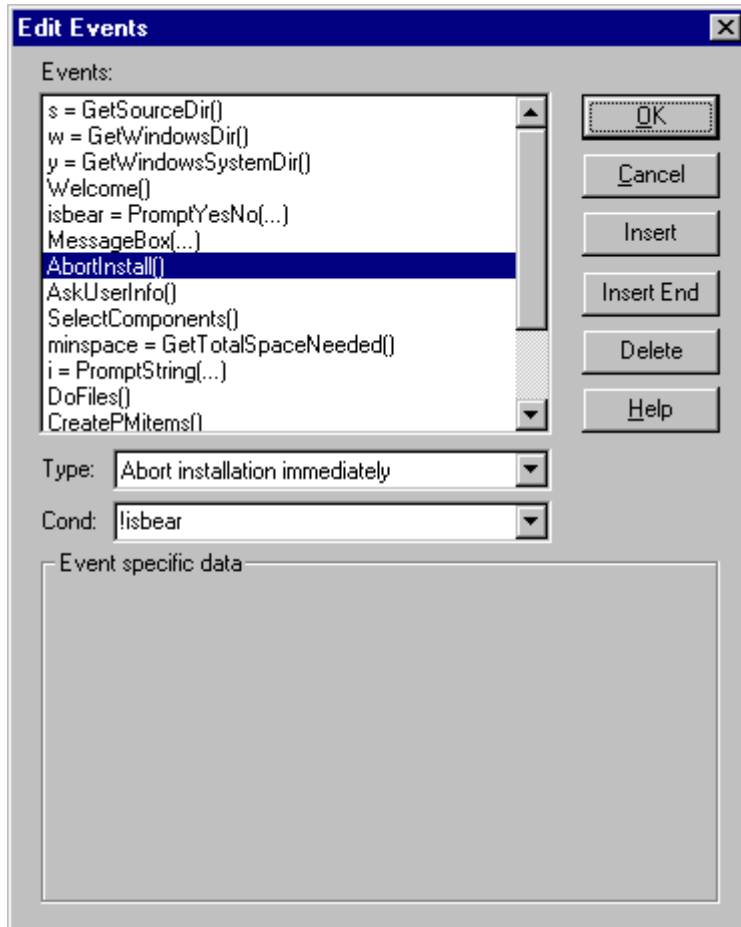 Edit Events
Events:
s = GetSourceDir()
w = GetWindowsDir()
y = GetWindowsSystemDir()
Welcome()
isbear = PromptYesNo(...)
MessageBox(...)
AbortInstall()
AskUserInfo()
SelectComponents()
minspace = GetTotalSpaceNeeded()
i = PromptString(...)
DoFiles()
CreatePMitems()
OK
Cancel
Insert
Insert End
Delete
Help
Type: Abort installation immediately
Cond: !isbear
Event specific data